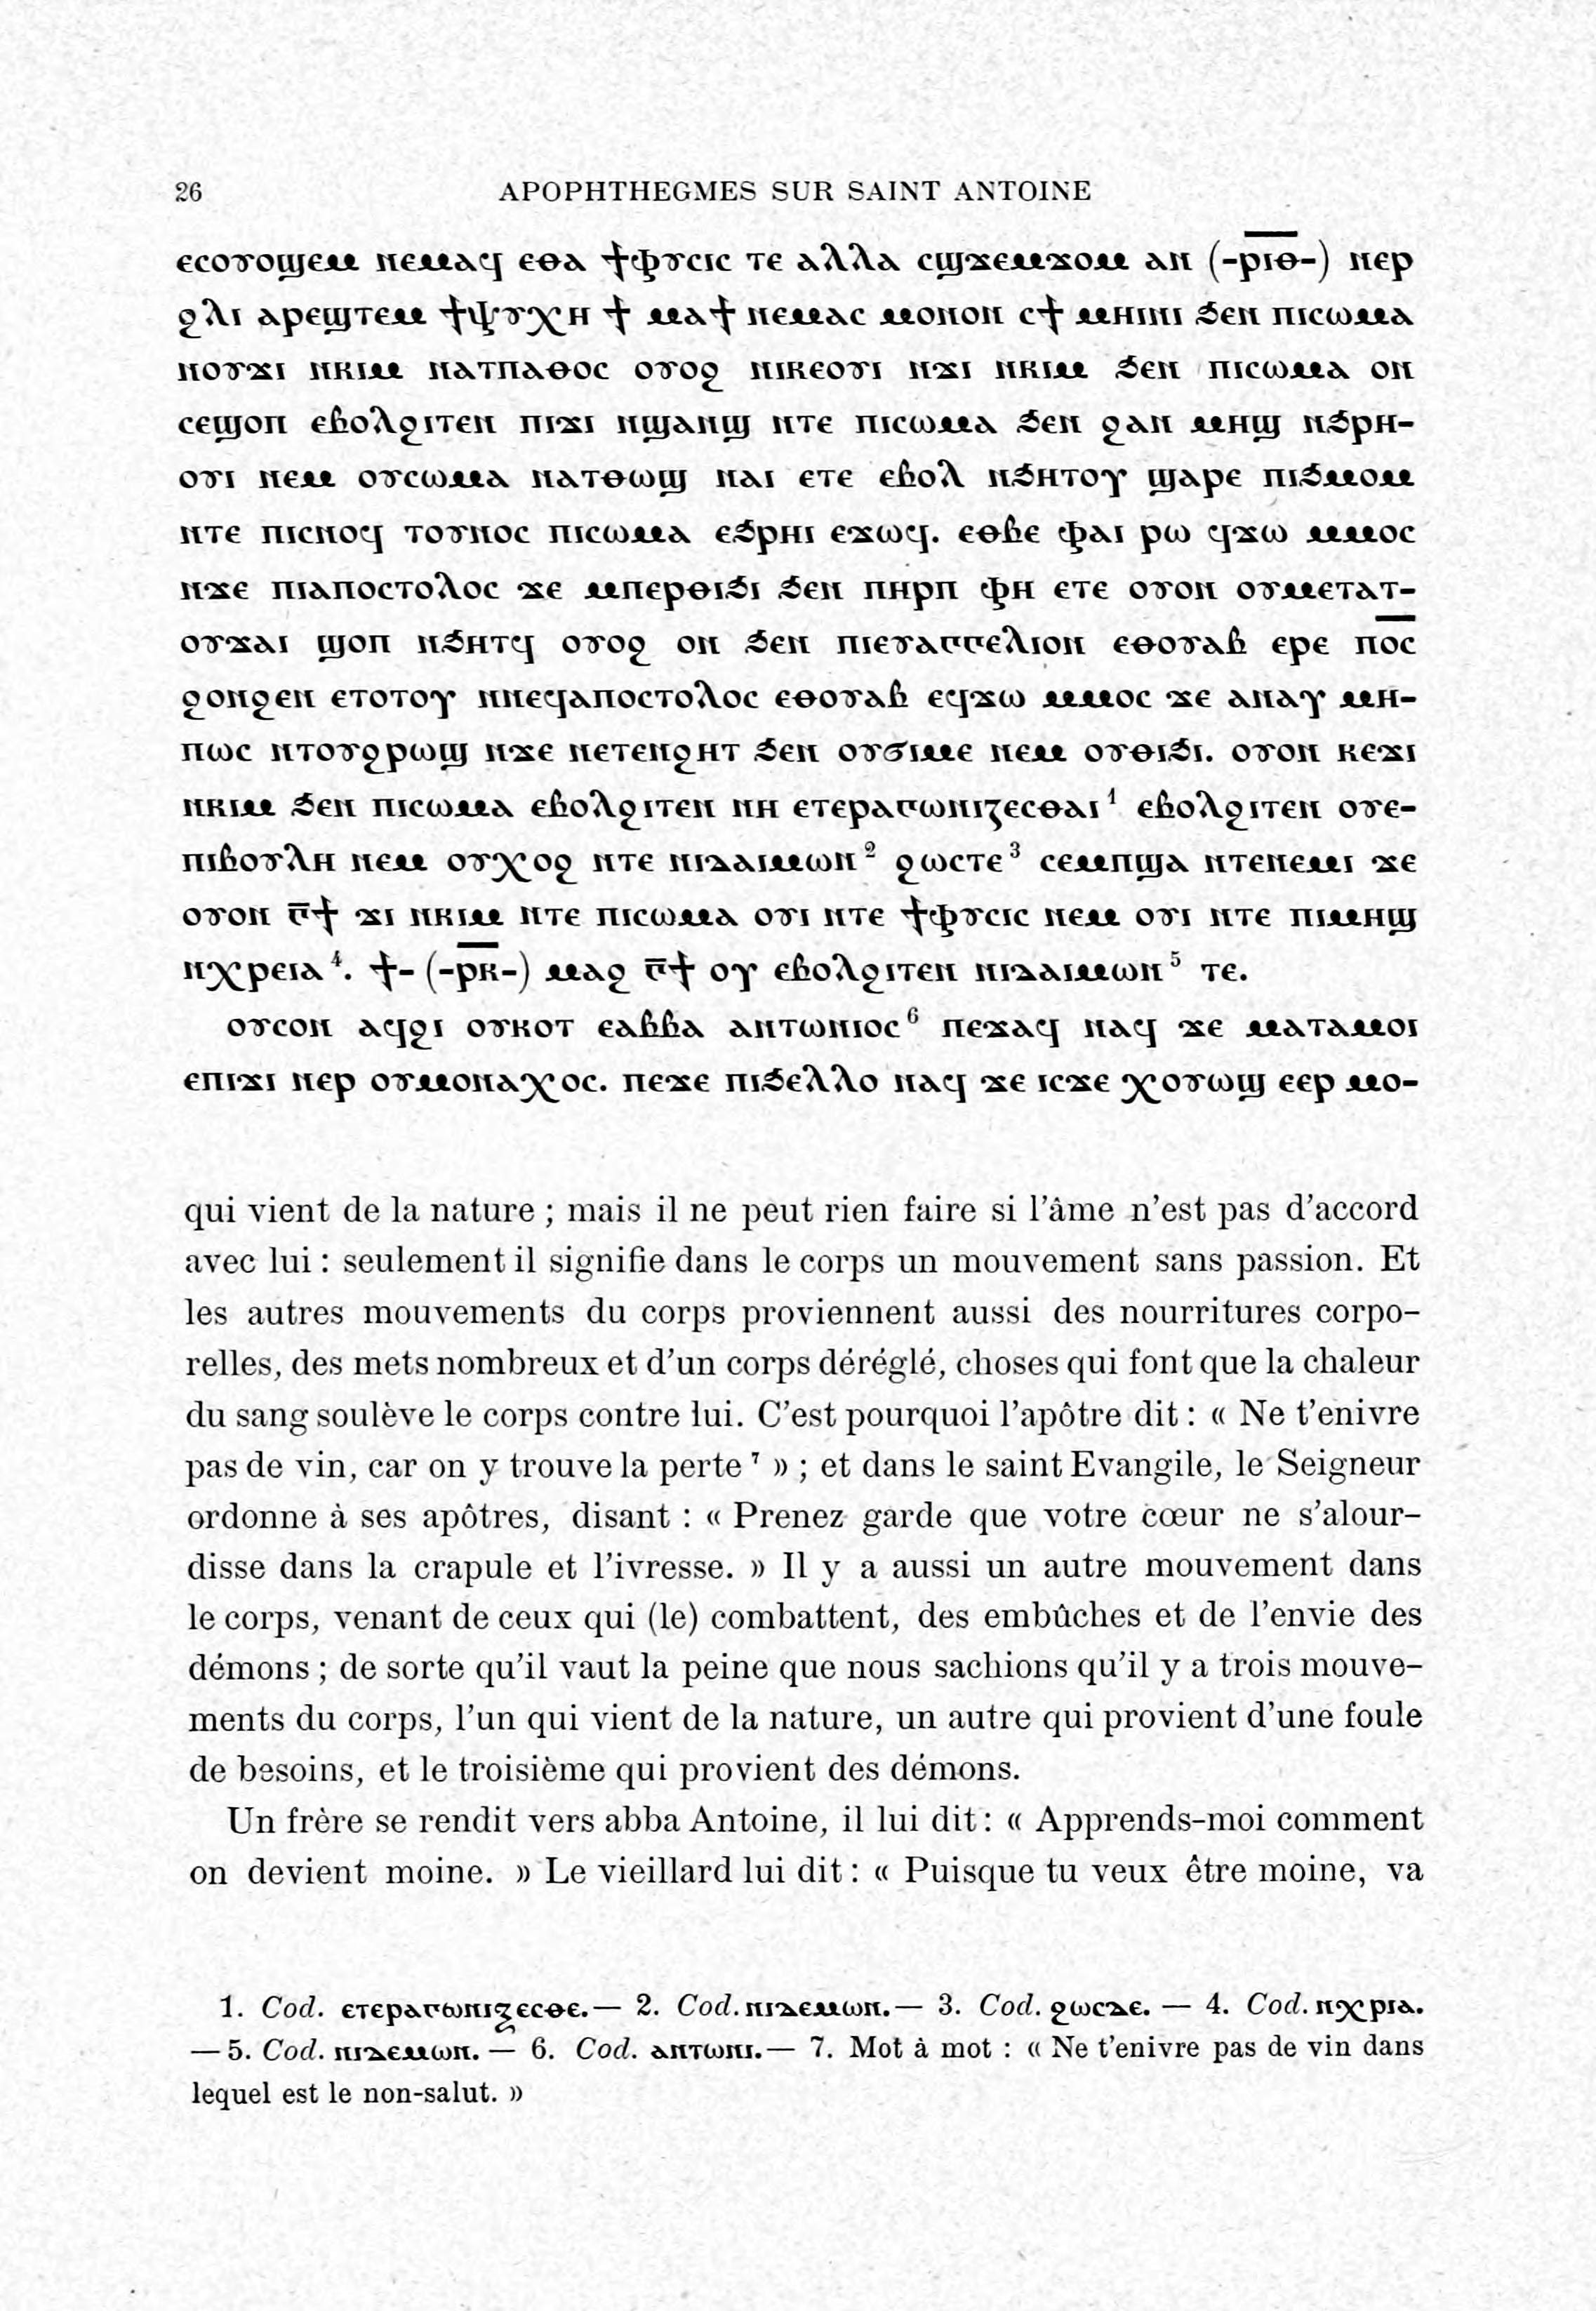 26 APOPHTHEGMES SUR SAINT ANTOINE
ⲉⲥⲟⲩⲟϣⲉⲙ ⲛⲉⲙⲁϥ ⲉⲑⲁ ϯⲫⲩⲥⲓⲥ ⲧⲉ ⲁⲗⲗⲁ ⲥϣϫⲉⲙϫⲟⲙ ⲁⲛ (-ⲣ̅ⲓ̅ⲑ̅-) ⲛⲉⲣ
ϩⲗⲓ ⲁⲣⲉϣⲧⲉⲙ ϯⲯⲩⲭⲏ ϯ ⲙⲁϯ ⲛⲉⲙⲁⲥ ⲙⲟⲛⲟⲛ ⲥϯ ⲙⲏⲓⲛⲓ ϧⲉⲛ ⲡⲓⲥⲱⲙⲁ
ⲛⲟⲩϫⲓ ⲛⲕⲓⲙ ⲛⲁⲧⲡⲁⲑⲟⲥ ⲟⲩⲟϩ ⲛⲓⲕⲉⲟⲩⲓ ⲛϫⲓ ⲛⲕⲓⲙ ϧⲉⲛ ⲡⲓⲥⲱⲙⲁ ⲟⲛ
ⲥⲉϣⲟⲡ ⲉⲃⲟⲗϩⲓⲧⲉⲛ ⲡⲓϫⲓ ⲛϣⲁⲛϣ ⲛⲧⲉ ⲡⲓⲥⲱⲙⲁ ϧⲉⲛ ϩⲁⲛ ⲙⲏϣ ⲛϧⲣⲏ-
ⲟⲩⲓ ⲛⲉⲙ ⲟⲩⲥⲱⲙⲁ ⲛⲁⲧⲑⲱϣ ⲛⲁⲓ ⲉⲧⲉ ⲉⲃⲟⲗ ⲛϧⲏⲧⲟⲩ ϣⲁⲣⲉ ⲡⲓϧⲙⲟⲙ
ⲛⲧⲉ ⲡⲓⲥⲛⲟϥ ⲧⲟⲩⲛⲟⲥ ⲡⲓⲥⲱⲙⲁ ⲉϧⲣⲏⲓ ⲉϫⲱϥ. ⲉⲑⲃⲉ ⲫⲁⲓ ⲣⲱ ϥϫⲱ ⲙⲙⲟⲥ
ⲛϫⲉ ⲡⲓⲁⲡⲟⲥⲧⲟⲗⲟⲥ ϫⲉ ⲙⲡⲉⲣⲑⲓϧⲓ ϧⲉⲛ ⲡⲏⲣⲡ ⲫⲏ ⲉⲧⲉ ⲟⲩⲟⲛ ⲟⲩⲙⲉⲧⲁⲧ-
ⲟⲩϫⲁⲓ ϣⲟⲡ ⲛϧⲏⲧϥ ⲟⲩⲟϩ ⲟⲛ ϧⲉⲛ ⲡⲓⲉⲩⲁⲅⲅⲉⲗⲓⲟⲛ ⲉⲑⲟⲩⲁⲃ ⲉⲣⲉ ⲡⲟ̅ⲥ̅
ϩⲟⲛϩⲉⲛ ⲉⲧⲟⲧⲟⲩ ⲛⲛⲉϥⲁⲡⲟⲥⲧⲟⲗⲟⲥ ⲉⲑⲟⲩⲁⲃ ⲉϥϫⲱ ⲙⲙⲟⲥ ϫⲉ ⲁⲛⲁⲩ ⲙⲏ-
ⲡⲱⲥ ⲛⲧⲟⲩϩⲣⲱϣ ⲛϫⲉ ⲛⲉⲧⲉⲛϩⲏⲧ ϧⲉⲛ ⲟⲩϭⲓⲙⲉ ⲛⲉⲙ ⲟⲩⲑⲓϧⲓ. ⲟⲩⲟⲛ ⲕⲉϫⲓ
ⲛⲕⲓⲙ ϧⲉⲛ ⲡⲓⲥⲱⲙⲁ ⲉⲃⲟⲗϩⲓⲧⲉⲛ ⲛⲏ ⲉⲧⲉⲣⲁⲅⲱⲛⲓⲍⲉⲥⲑⲁⲓ ¹ ⲉⲃⲟⲗϩⲓⲧⲉⲛ ⲟⲩⲉ-
ⲡⲓⲃⲟⲩⲗⲏ ⲛⲉⲙ ⲟⲩⲭⲟϩ ⲛⲧⲉ ⲛⲓⲇⲁⲓⲙⲱⲛ ² ϩⲱⲥⲧⲉ ³ ⲥⲉⲙⲡϣⲁ ⲛⲧⲉⲛⲉⲙⲓ ϫⲉ
ⲟⲩⲟⲛ ⲅ̅ϯ ϫⲓ ⲛⲕⲓⲙ ⲛⲧⲉ ⲡⲓⲥⲱⲙⲁ ⲟⲩⲓ ⲛⲧⲉ ϯⲫⲩⲥⲓⲥ ⲛⲉⲙ ⲟⲩⲓ ⲛⲧⲉ ⲡⲓⲙⲏϣ
ⲛⲭⲣⲉⲓⲁ ⁴. ϯ- (-ⲣ̅ⲕ̅-) ⲙⲁϩ ⲅ̅ϯ ⲟⲩ ⲉⲃⲟⲗϩⲓⲧⲉⲛ ⲛⲓⲇⲁⲓⲙⲱⲛ ⁵ ⲧⲉ.
ⲟⲩⲥⲟⲛ ⲁϥϩⲓ ⲟⲩⲕⲟⲧ ⲉⲁⲃⲃⲁ ⲁⲛⲧⲱⲛⲓⲟⲥ ⁶ ⲡⲉϫⲁϥ ⲛⲁϥ ϫⲉ ⲙⲁⲧⲁⲙⲟⲓ
ⲉⲡⲓϫⲓ ⲛⲉⲣ ⲟⲩⲙⲟⲛⲁⲭⲟⲥ. ⲡⲉϫⲉ ⲡⲓϧⲉⲗⲗⲟ ⲛⲁϥ ϫⲉ ⲓⲥϫⲉ ⲭⲟⲩⲱϣ ⲉⲉⲣ ⲙⲟ-
qui vient de la nature ; mais il ne peut rien faire si l'âme n'est pas d'accord
avec lui : seulement il signifie dans le corps un mouvement sans passion. Et
les autres mouvements du corps proviennent aussi des nourritures corpo-
relles, des mets nombreux et d'un corps déréglé, choses qui font que la chaleur
du sang soulève le corps contre lui. C'est pourquoi l'apôtre dit : « Ne t'enivre
pas de vin, car on y trouve la perte ⁷ » ; et dans le saint Evangile, le Seigneur
ordonne à ses apôtres, disant : « Prenez garde que votre cœur ne s'alour-
disse dans la crapule et l'ivresse. » Il y a aussi un autre mouvement dans
le corps, venant de ceux qui (le) combattent, des embûches et de l'envie des
démons ; de sorte qu'il vaut la peine que nous sachions qu'il y a trois mouve-
ments du corps, l'un qui vient de la nature, un autre qui provient d'une foule
de besoins, et le troisième qui provient des démons.
Un frère se rendit vers abba Antoine, il lui dit : « Apprends-moi comment
on devient moine. » Le vieillard lui dit : « Puisque tu veux être moine, va
1. Cod. ⲉⲧⲉⲣⲁⲅⲱⲛⲓⲍⲉⲥⲑⲉ. — 2. Cod. ⲛⲓⲇⲉⲙⲱⲛ. — 3. Cod. ϩⲱⲥⲇⲉ. — 4. Cod. ⲛⲭⲣⲓⲁ.
— 5. Cod. ⲛⲓⲇⲉⲙⲱⲛ. — 6. Cod. ⲁⲛⲧⲱⲛⲓ. — 7. Mot à mot : « Ne t'enivre pas de vin dans
lequel est le non-salut. »